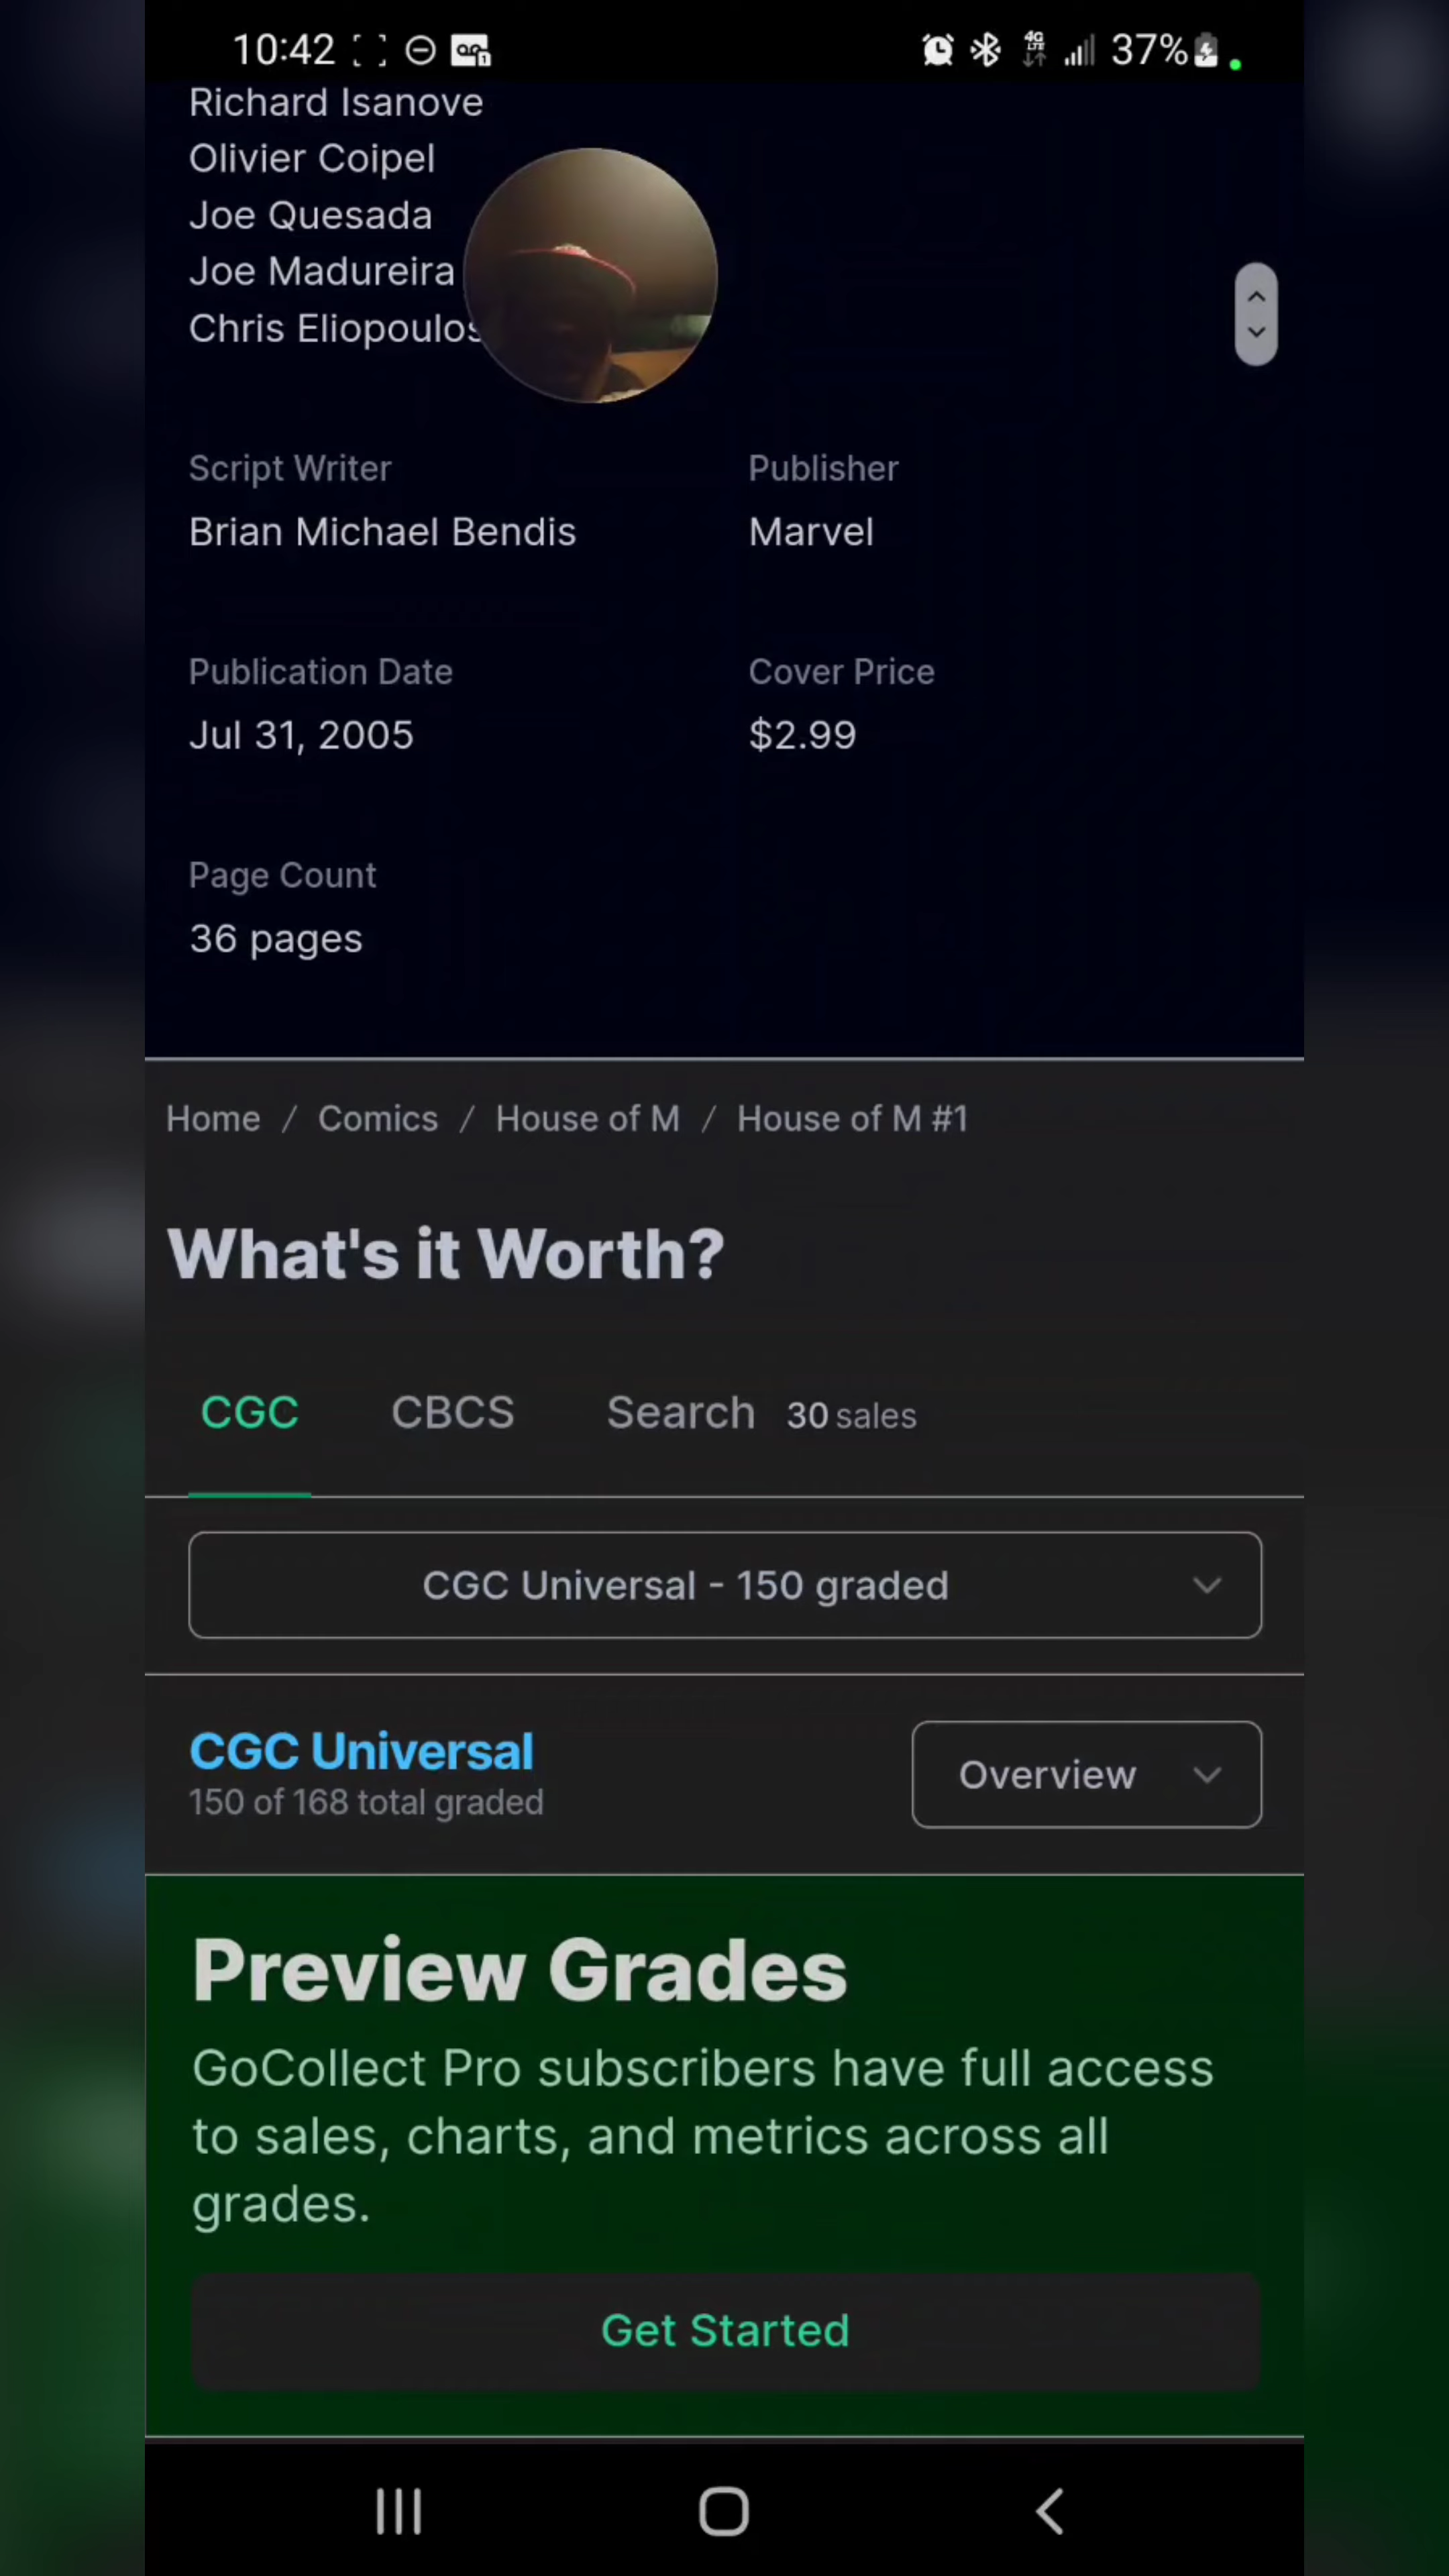 10:42
4G
LTE
37%
Richard Isanove
Olivier Coipel
Joe Quesada
Joe Madureira
Chris Eliopoulos
Script Writer
Publisher
Brian Michael Bendis
Marvel
Publication Date
Cover Price
Jul 31, 2005
$2.99
Page Count
36 pages
Home / Comics / House of M / House of M #1
What's it Worth?
CGC CBCS Search 30 sales
CGC Universal - 150 graded
CGC Universal
150 of 168 total graded
Overview
Preview Grades
GoCollect Pro subscribers have full access
to sales, charts, and metrics across all
grades.
Get Started